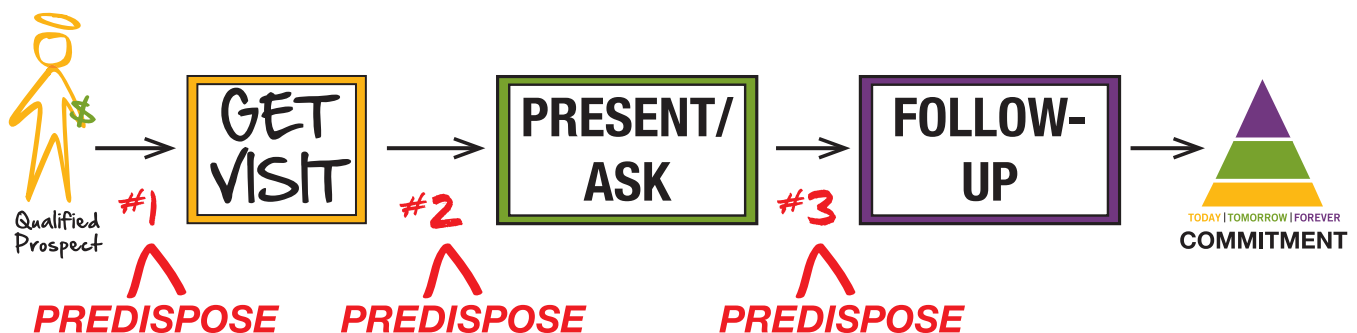 Qualified
Prospect
#1
PREDISPOSE
GET
VISIT
#2
PREDISPOSE
PRESENT/
ASK
#3
PREDISPOSE
FOLLOW-
UP
TODAY | TOMORROW | FOREVER
COMMITMENT
$